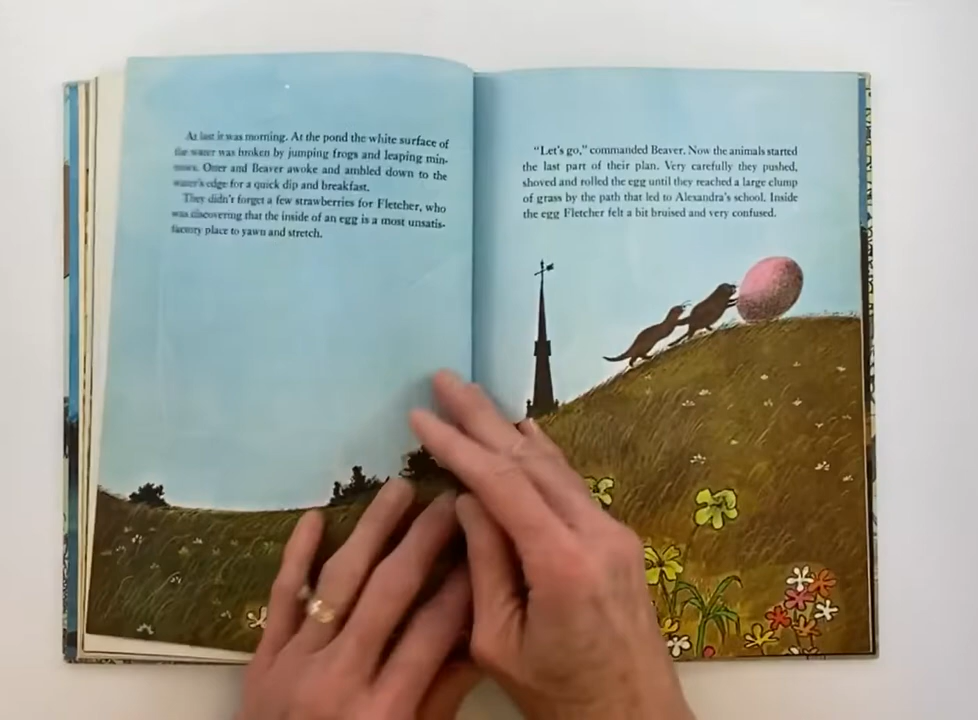 At last it was morning. At the pond the white surface of
the water was broken by jumping frogs and leaping min-
nows. Otter and Beaver awoke and ambled down to the
water's edge for a quick dip and breakfast.
They didn't forget a few strawberries for Fletcher, who
was discovering that the inside of an egg is a most unsatis-
factory place to yawn and stretch.
"Let's go," commanded Beaver. Now the animals started
the last part of their plan. Very carefully they pushed,
shoved and rolled the egg until they reached a large clump
of grass by the path that led to Alexandra's school. Inside
the egg Fletcher felt a bit bruised and very confused.